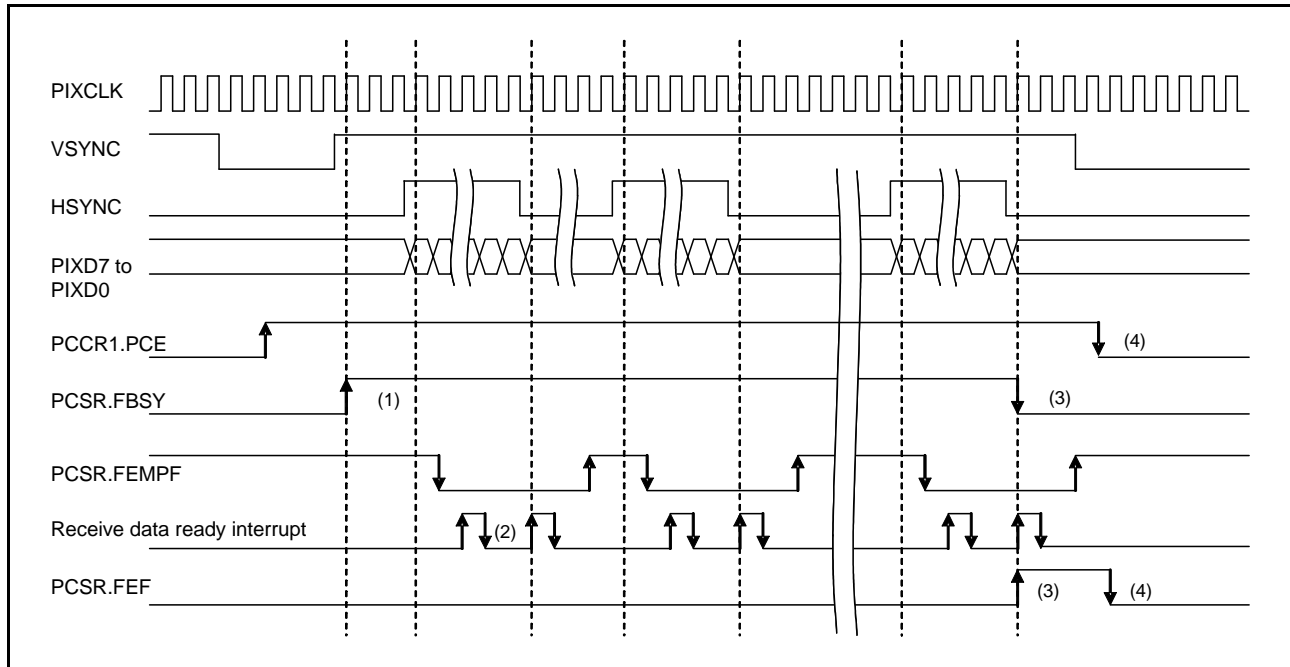 PIXCLK
VSYNC
HSYNC
PIXD7 to
PIXD0
PCCR1.PCE
(4)
PCSR.FBSY
(1)
(3)
PCSR.FEMPF
Receive data ready interrupt
(2)
PCSR.FEF
(3)
(4)